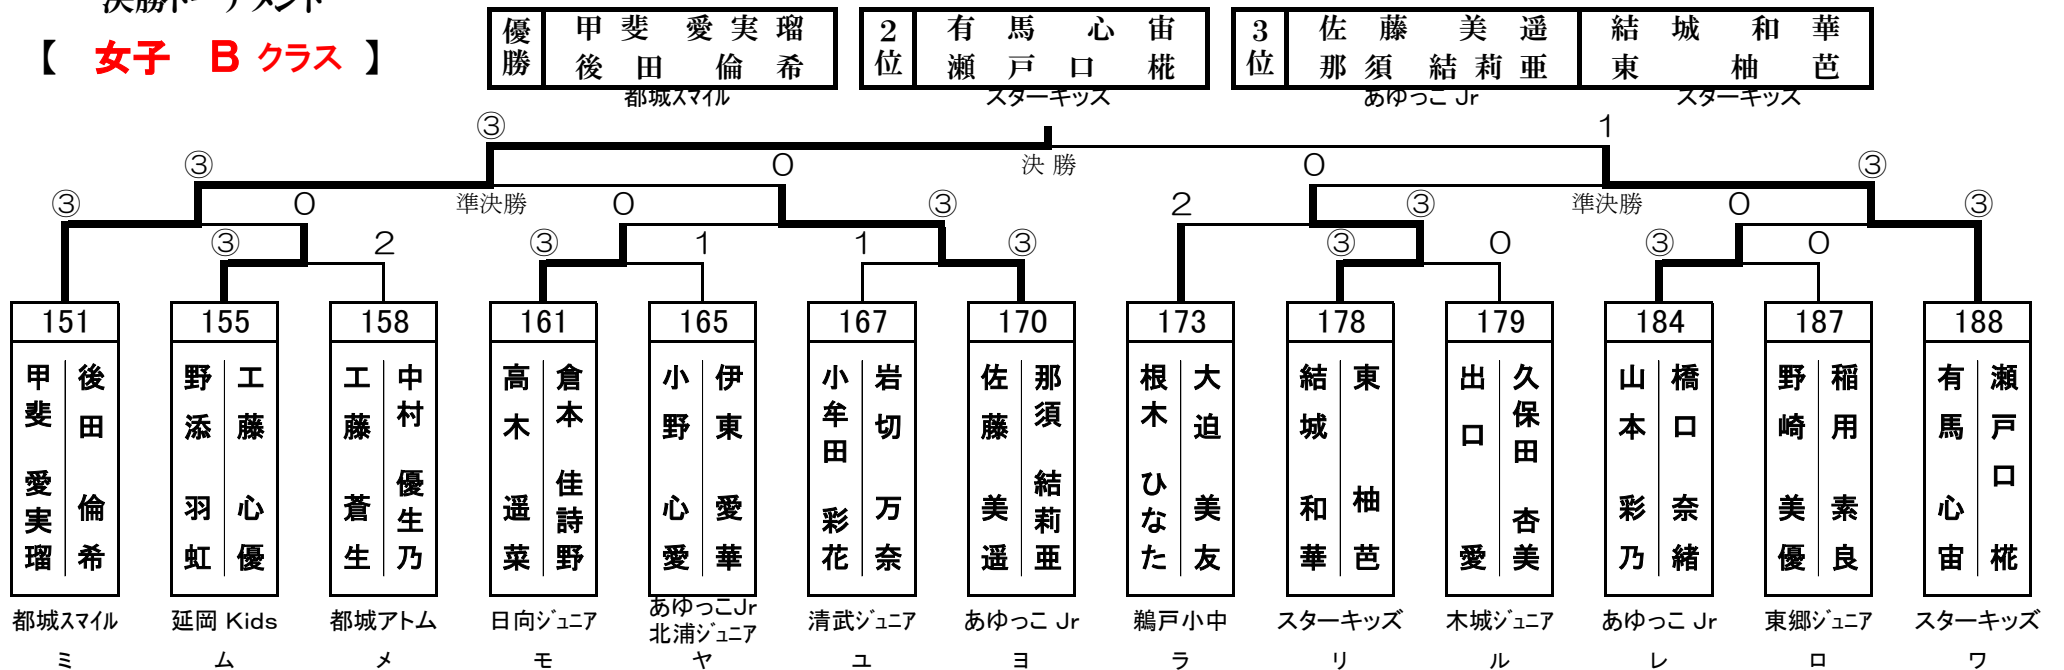 決勝トーナメント
【 女子 B クラス 】
優勝 甲斐 愛実瑠 後田 倫希
都城スマイル
2位 有馬 心宙 瀬戸口 椛
スターキッズ
3位 佐藤 美遥 那須 結莉亜
あゆっこ Jr
結城 和華 東 柚芭
スターキッズ
③ 1
③ 0 決 勝 0 ③
③ 0 準決勝 0 ③ 2 ③ 準決勝 0 ③
③ 2 ③ 1 1 ③ ③ 0 ③ 0
151 155 158 161 165 167 170 173 178 179 184 187 188
甲斐 愛実瑠 後田 倫希
野添 羽虹 工藤 心優
工藤 蒼生 中村 優生乃
高木 遥菜 倉本 佳詩野
小野 心愛 伊東 愛華
小牟田 彩花 岩切 万奈
佐藤 美遥 那須 結莉亜
根木 ひなた 大迫 美友
結城 和華 東 柚芭
出口 愛 久保田 杏美
山本 彩乃 橋口 奈緒
野崎 美優 稲用 素良
有馬 心宙 瀬戸口 椛
都城スマイル 延岡 Kids 都城アトム 日向ジュニア あゆっこJr 北浦ジュニア 清武ジュニア あゆっこ Jr 鵜戸小中 スターキッズ 木城ジュニア あゆっこ Jr 東郷ジュニア スターキッズ
ミ ム メ モ ヤ ユ ヨ ラ リ ル レ ロ ワ